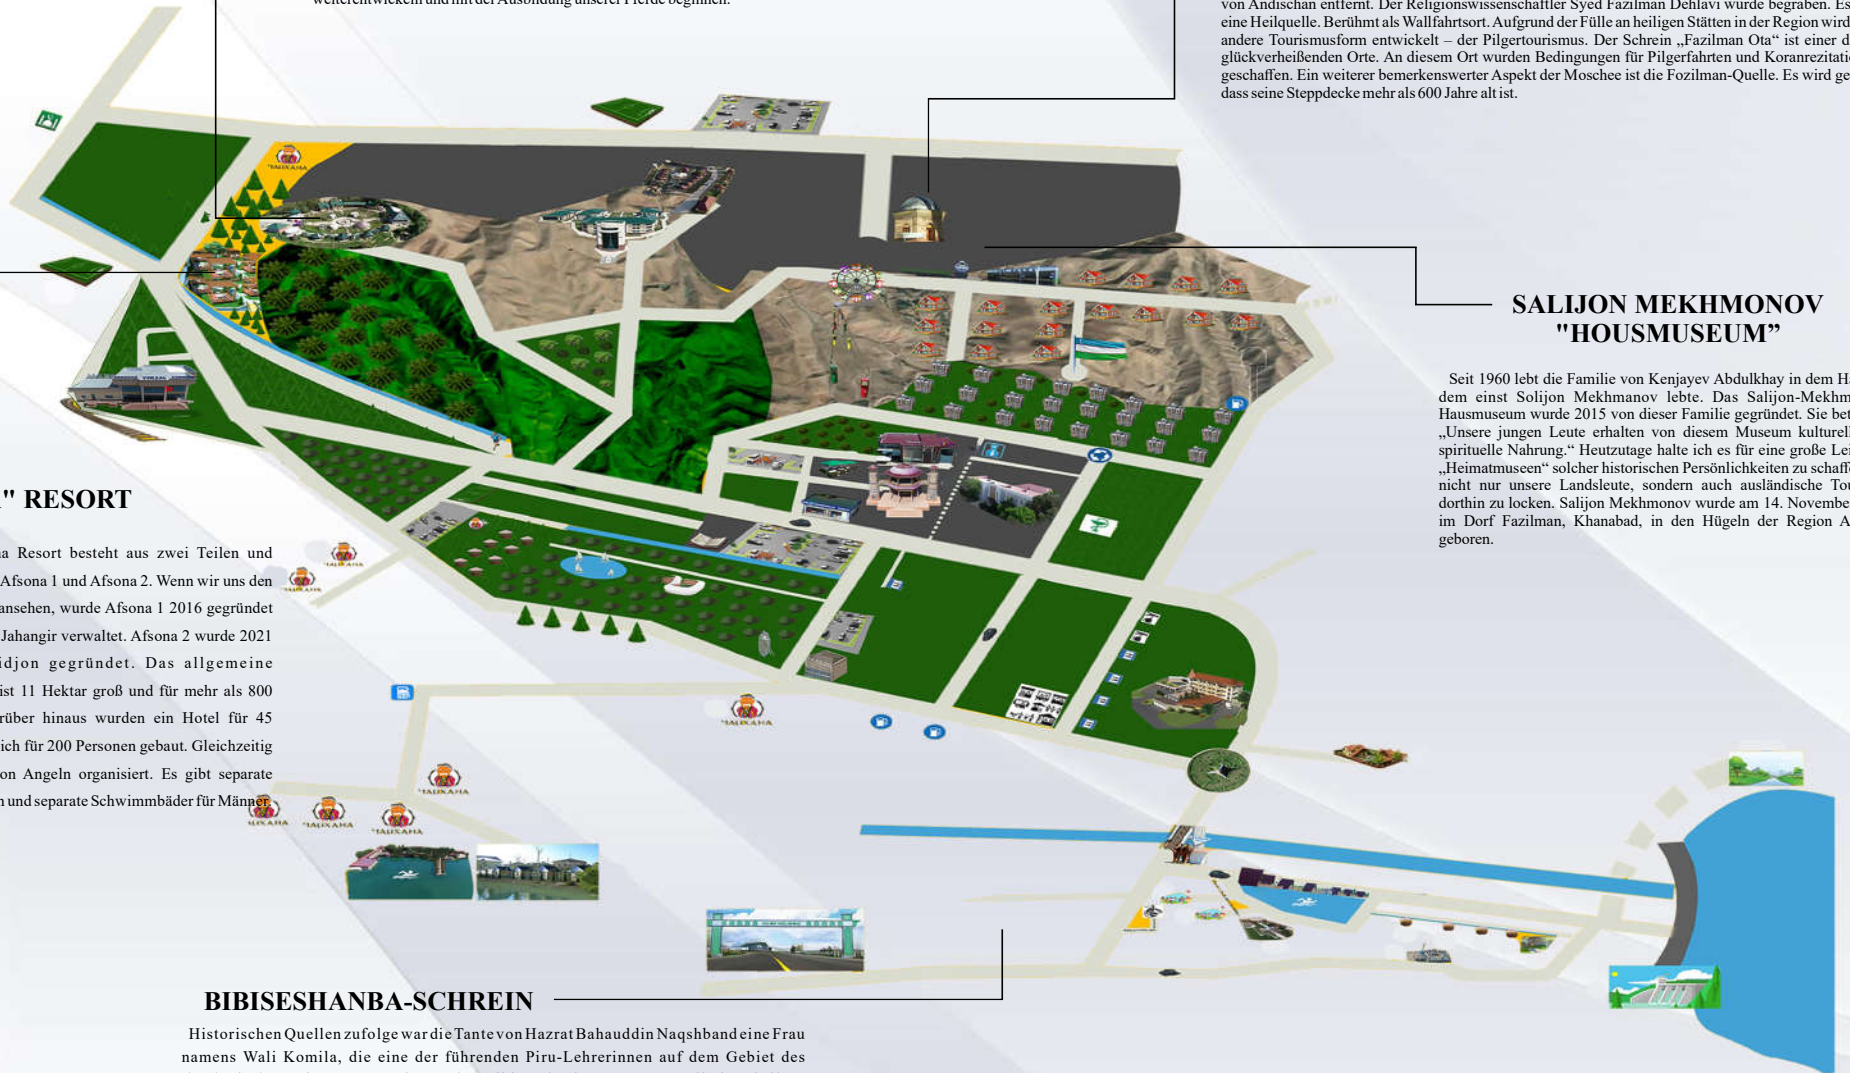 weiterentwickeln und mit der Ausbildung unserer Pferde beginnen.
von Andischan entfernt. Der Religionswissenschaftler Syed Fazilman Dehlavi wurde begraben. Es
eine Heilquelle. Berühmt als Wallfahrtsort. Aufgrund der Fülle an heiligen Stätten in der Region wird
andere Tourismusform entwickelt – der Pilgertourismus. Der Schrein „Fazilman Ota“ ist einer d
glückverheißenden Orte. An diesem Ort wurden Bedingungen für Pilgerfahrten und Koranrezitati
geschaffen. Ein weiterer bemerkenswerter Aspekt der Moschee ist die Fozilman-Quelle. Es wird ge
dass seine Steppdecke mehr als 600 Jahre alt ist.
SALIJON MEKHMONOV
"HOUSMUSEUM”
Seit 1960 lebt die Familie von Kenjayev Abdulkhay in dem H
dem einst Solijon Mekhmanov lebte. Das Salijon-Mekhm
Hausmuseum wurde 2015 von dieser Familie gegründet. Sie bet
„Unsere jungen Leute erhalten von diesem Museum kulturell
spirituelle Nahrung.“ Heutzutage halte ich es für eine große Lei
„Heimatmuseen“ solcher historischen Persönlichkeiten zu schaff
nicht nur unsere Landsleute, sondern auch ausländische Tou
dorthin zu locken. Salijon Mekhmonov wurde am 14. November
im Dorf Fazilman, Khanabad, in den Hügeln der Region A
geboren.
" RESORT
a Resort besteht aus zwei Teilen und
Afsona 1 und Afsona 2. Wenn wir uns den
ansehen, wurde Afsona 1 2016 gegründet
Jahangir verwaltet. Afsona 2 wurde 2021
idjon gegründet. Das allgemeine
ist 11 Hektar groß und für mehr als 800
rüber hinaus wurden ein Hotel für 45
ich für 200 Personen gebaut. Gleichzeitig
on Angeln organisiert. Es gibt separate
n und separate Schwimmbäder für Männer.
BIBISESHANBA-SCHREIN
Historischen Quellen zufolge war die Tante von Hazrat Bahauddin Naqshband eine Frau
namens Wali Komila, die eine der führenden Piru-Lehrerinnen auf dem Gebiet des